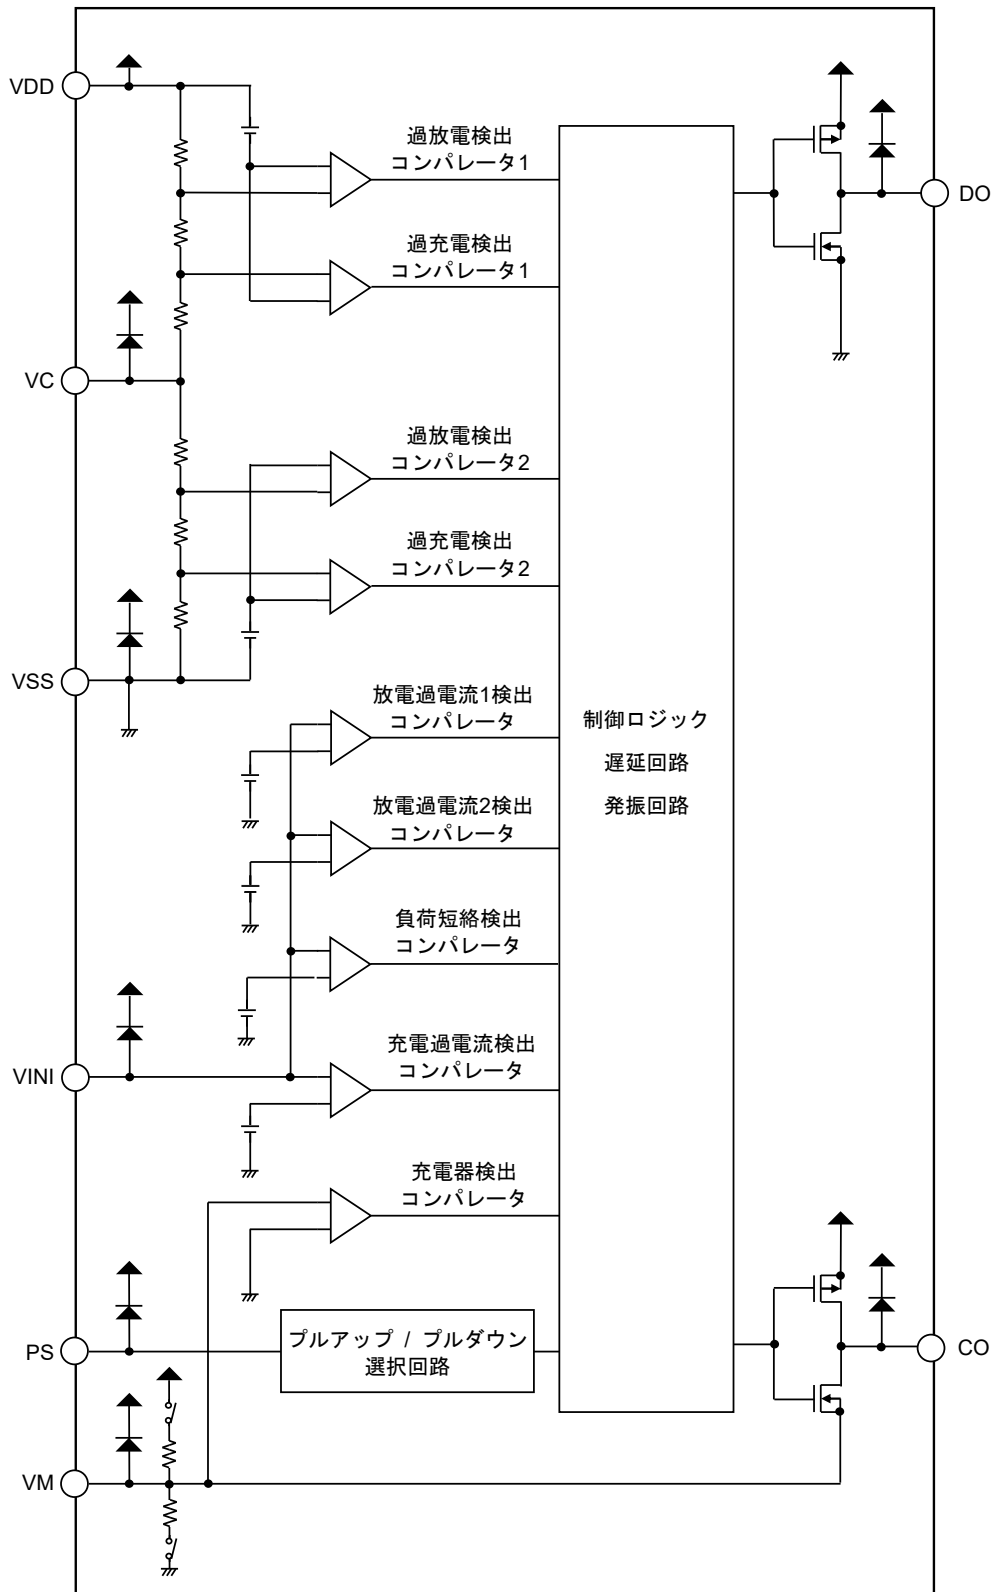 VDD
過放電検出
コンパレータ1
DO
過充電検出
コンパレータ1
VC
過放電検出
コンパレータ2
過充電検出
コンパレータ2
VSS
放電過電流1検出
コンパレータ
制御ロジック
遅延回路
発振回路
放電過電流2検出
コンパレータ
負荷短絡検出
コンパレータ
充電過電流検出
コンパレータ
VINI
充電器検出
コンパレータ
プルアップ / プルダウン
選択回路
PS
CO
VM